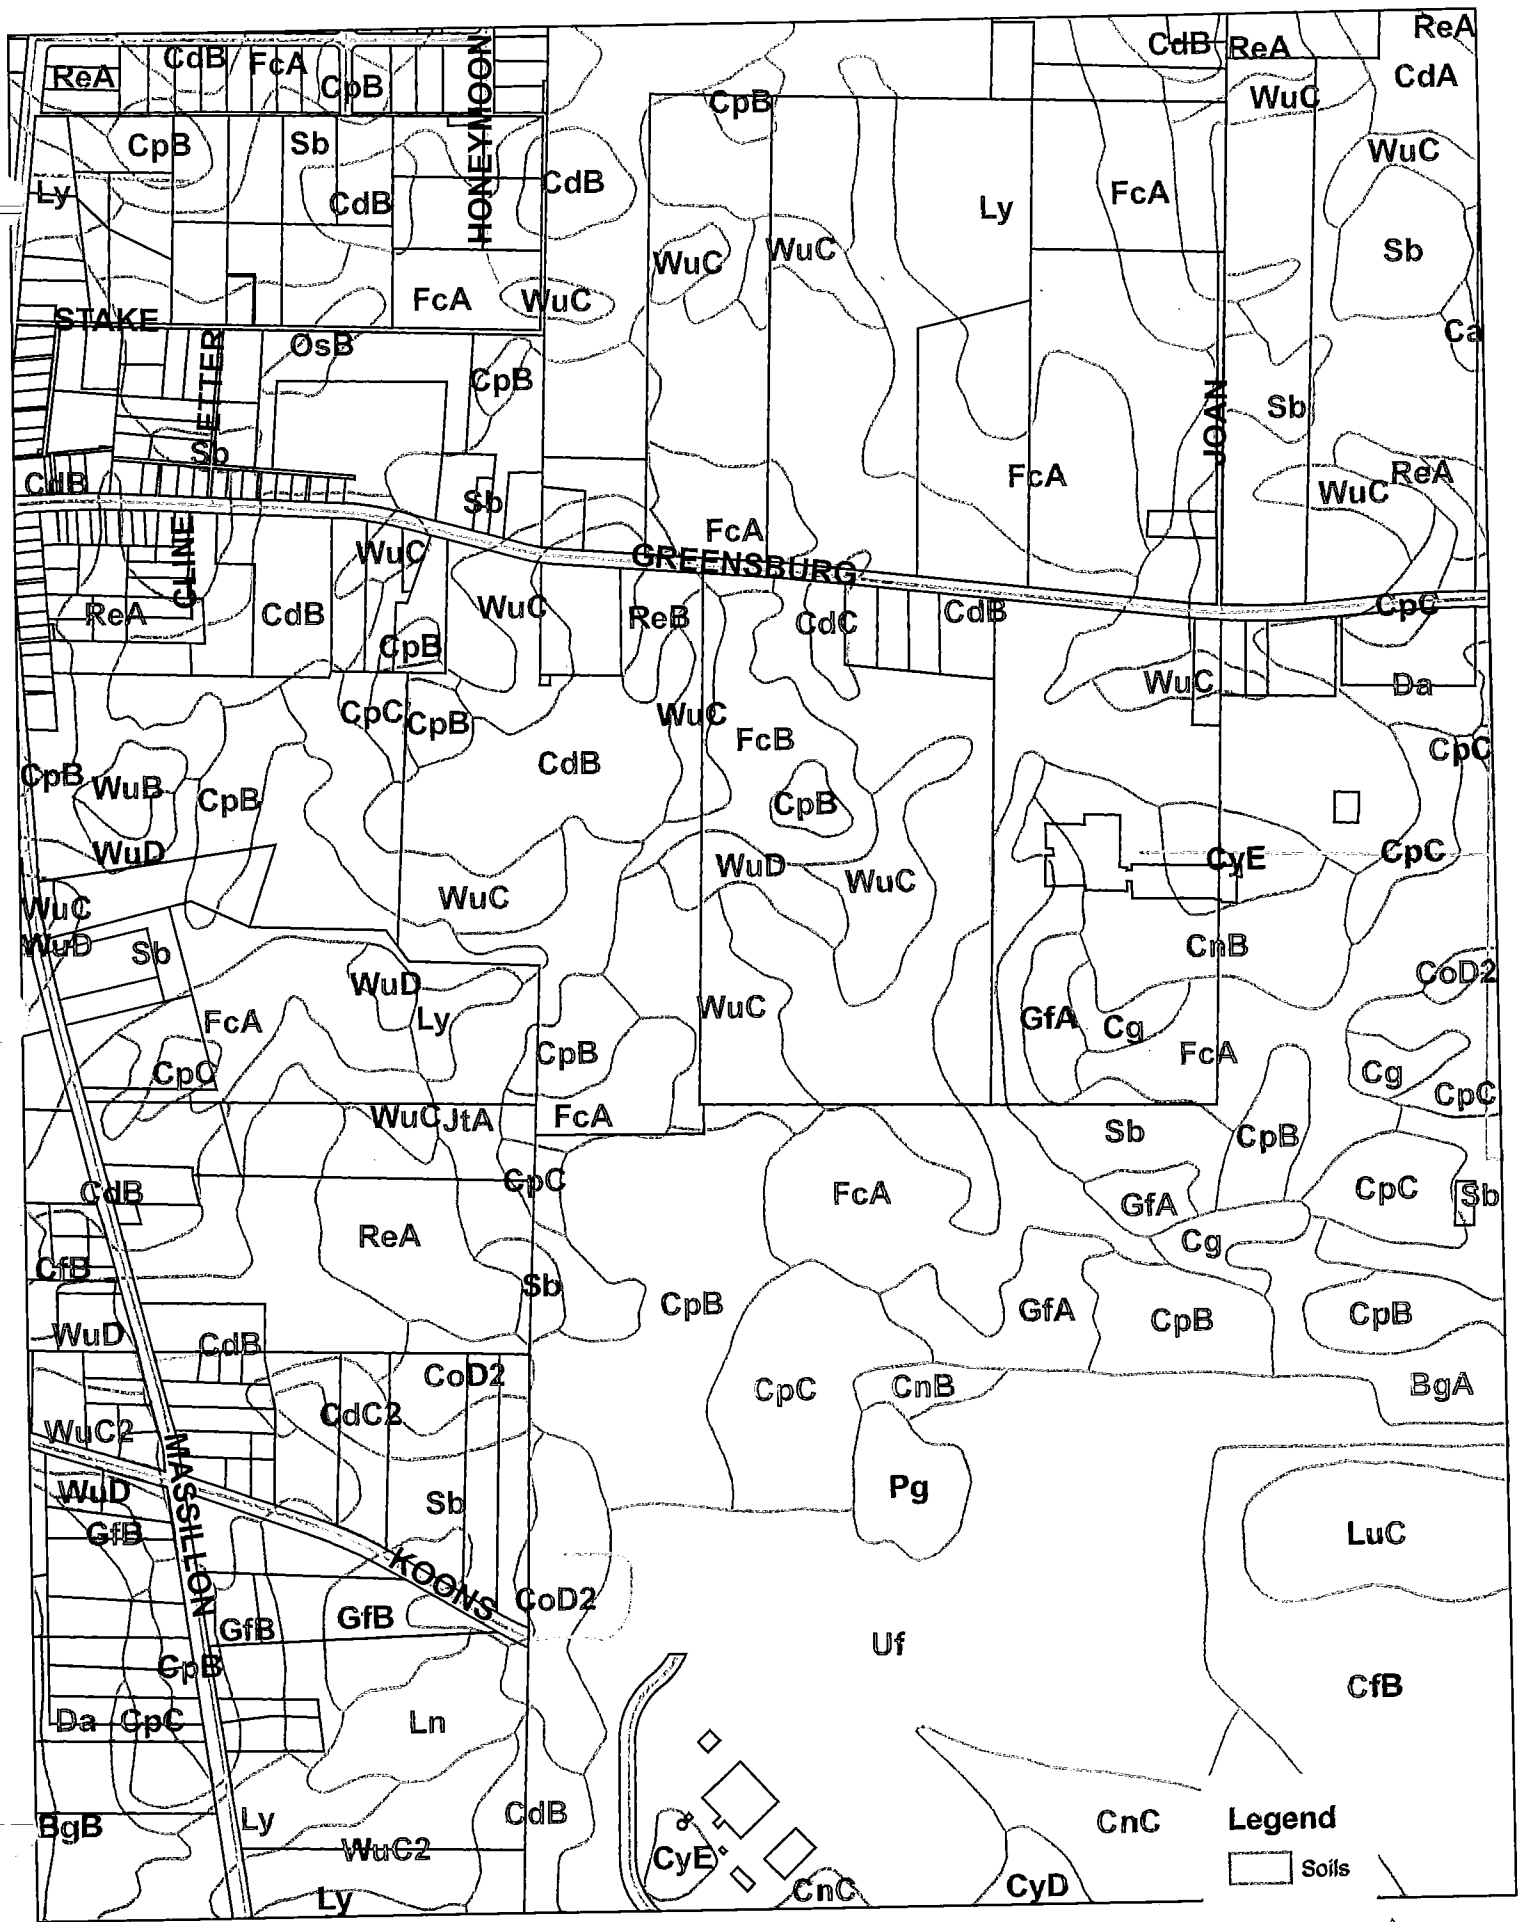 ReA
CdB
FcA
CpB
HONEYMOON
CdB
ReA
ReA
CdA
CpB
WuC
CpB
Sb
WuC
Ly
CdB
CdB
Ly
FcA
WuC
WuC
Sb
FcA
WuC
STAKE
SETTER
OsB
Ca
CpB
JOAN
Sb
Sb
CdB
Sb
FcA
WuC
ReA
CLINE
WuC
FcA
GREENSBURG
ReA
CdB
WuC
ReB
CdC
CdB
CpC
CpB
WuC
Da
CpC
CpB
WuC
FcB
CpC
CpB
WuB
CpB
CdB
CpB
WuD
WuD
WuC
CyE
CpC
WuC
WuC
WuD
Sb
CnB
WuD
CoD2
FcA
Ly
WuC
GfA
Cg
CpC
CpB
FcA
Cg
CpC
WuC
JtA
FcA
Sb
CpB
CdB
CpC
FcA
GfA
CpC
Sb
ReA
Cg
CfB
Sb
CpB
GfA
CpB
CpB
WuD
CdB
CoD2
CpC
CnB
BgA
WuC2
CdC2
MASSILLON
WuD
Sb
Pg
GfB
LuC
KOONS
CoD2
GfB
GfB
Uf
CpB
CfB
Da
CpC
Ln
BgB
Ly
CdB
CnC
Legend
WuC2
CyE
Soils
Ly
CnC
CyD